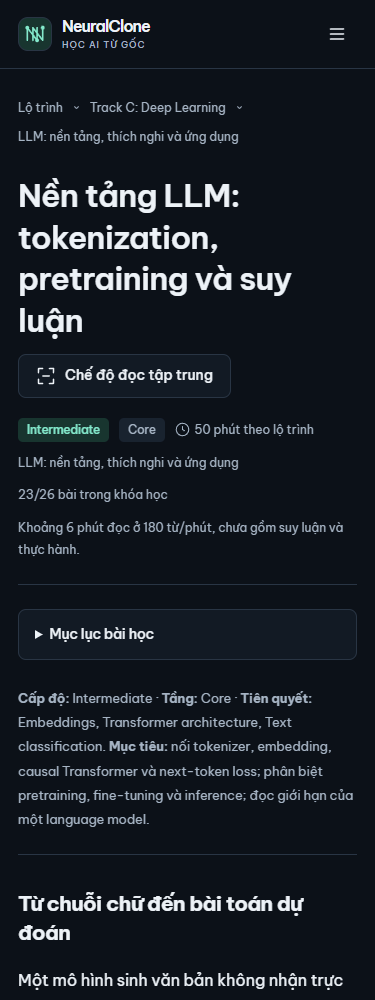 NeuralClone
HỌC AI TỪ GỐC
Lộ trình
Track C: Deep Learning
LLM: nền tảng, thích nghi và ứng dụng
Nền tảng LLM:
tokenization,
pretraining và suy
luận
Chế độ đọc tập trung
Intermediate Core 50 phút theo lộ trình
LLM: nền tảng, thích nghi và ứng dụng
23/26 bài trong khóa học
Khoảng 6 phút đọc ở 180 từ/phút, chưa gồm suy luận và
thực hành.
Mục lục bài học
Cấp độ: Intermediate · Tầng: Core · Tiên quyết:
Embeddings, Transformer architecture, Text
classification. Mục tiêu: nối tokenizer, embedding,
causal Transformer và next-token loss; phân biệt
pretraining, fine-tuning và inference; đọc giới hạn của
một language model.
Từ chuỗi chữ đến bài toán dự
đoán
Một mô hình sinh văn bản không nhận trực